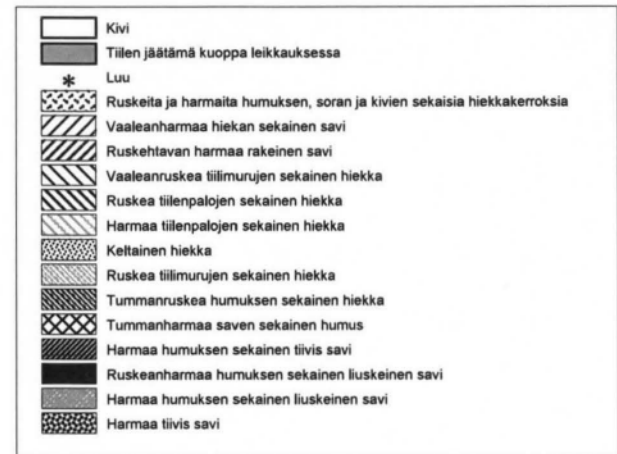 Kivi
Tiilen jäätämä kuoppa leikkauksessa
Luu
Ruskeita ja harmaita humuksen, soran ja kivien sekaisia hiekkakerroksia
Vaaleanharmaa hiekan sekainen savi
Ruskehtavan harmaa rakeinen savi
Vaaleanruskea tiilimurujen sekainen hiekka
Ruskea tiilenpalojen sekainen hiekka
Harmaa tiilenpalojen sekainen hiekka
Keltainen hiekka
Ruskea tiilimurujen sekainen hiekka
Tummanruskea humuksen sekainen hiekka
Tummanharmaa saven sekainen humus
Harmaa humuksen sekainen tiivis savi
Ruskeanharmaa humuksen sekainen liuskeinen savi
Harmaa humuksen sekainen liuskeinen savi
Harmaa tiivis savi